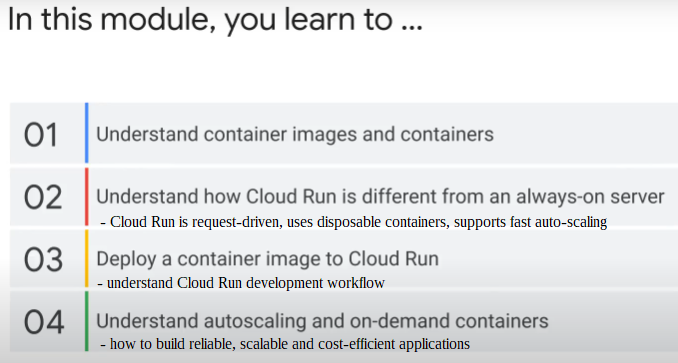 In this module, you learn to ...
01 Understand container images and containers
02 Understand how Cloud Run is different from an always-on server
- Cloud Run is request-driven, uses disposable containers, supports fast auto-scaling
03 Deploy a container image to Cloud Run
- understand Cloud Run development workflow
04 Understand autoscaling and on-demand containers
- how to build reliable, scalable and cost-efficient applications